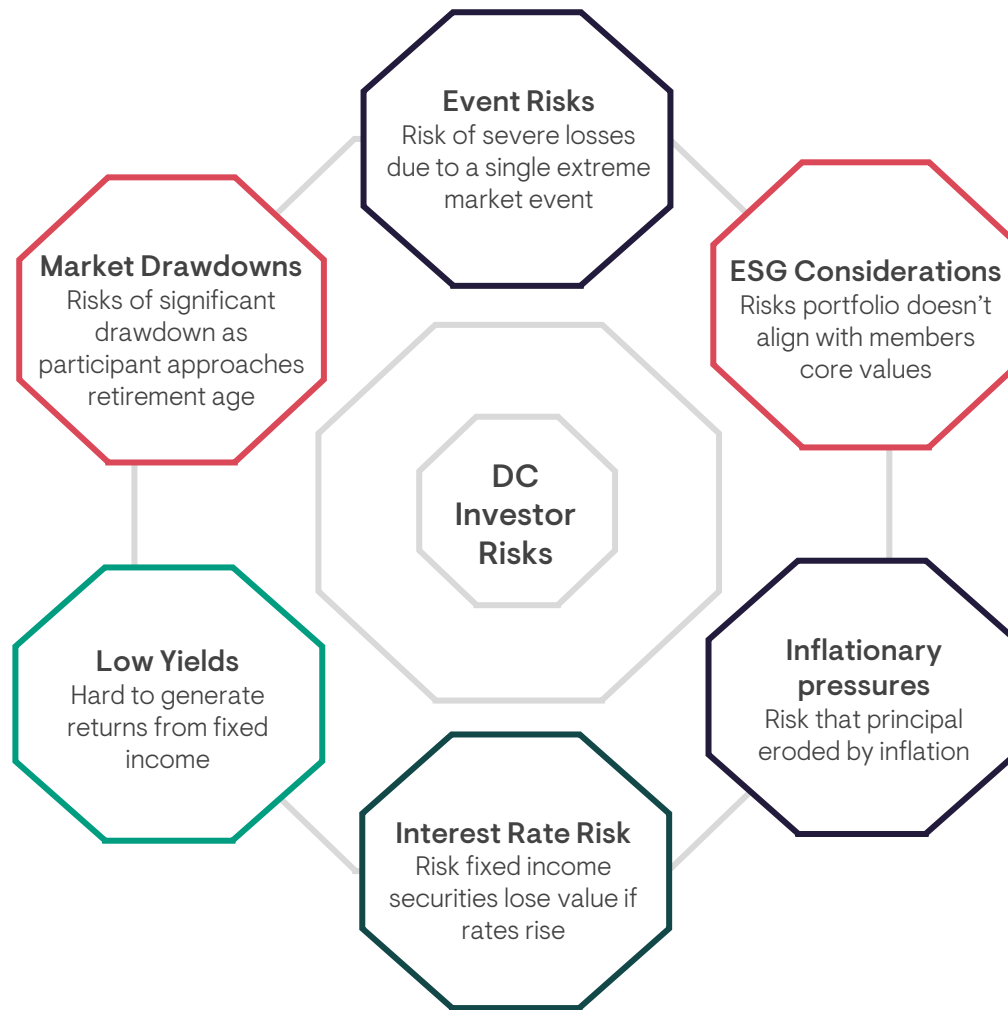 Event Risks
Risk of severe losses
due to a single extreme
market event
Market Drawdowns
Risks of significant
drawdown as
participant approaches
retirement age
ESG Considerations
Risks portfolio doesn’t
align with members
core values
DC
Investor
Risks
Low Yields
Hard to generate
returns from fixed
income
Inflationary
pressures
Risk that principal
eroded by inflation
Interest Rate Risk
Risk fixed income
securities lose value if
rates rise